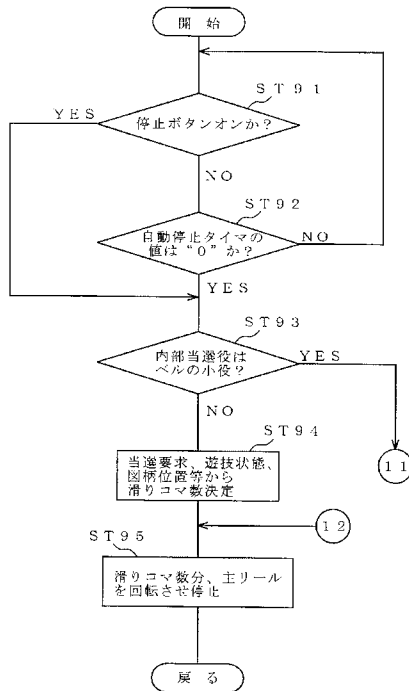 開 始
ST91
YES
停止ボタンオンか？
NO
ST92
自動停止タイマの
値は“0”か？
NO
YES
ST93
内部当選役は
ベルの小役？
YES
NO
ST94
当選要求、遊技状態、
図柄位置等から
滑りコマ数決定
11
12
ST95
滑りコマ数分、主リール
を回転させ停止
戻 る